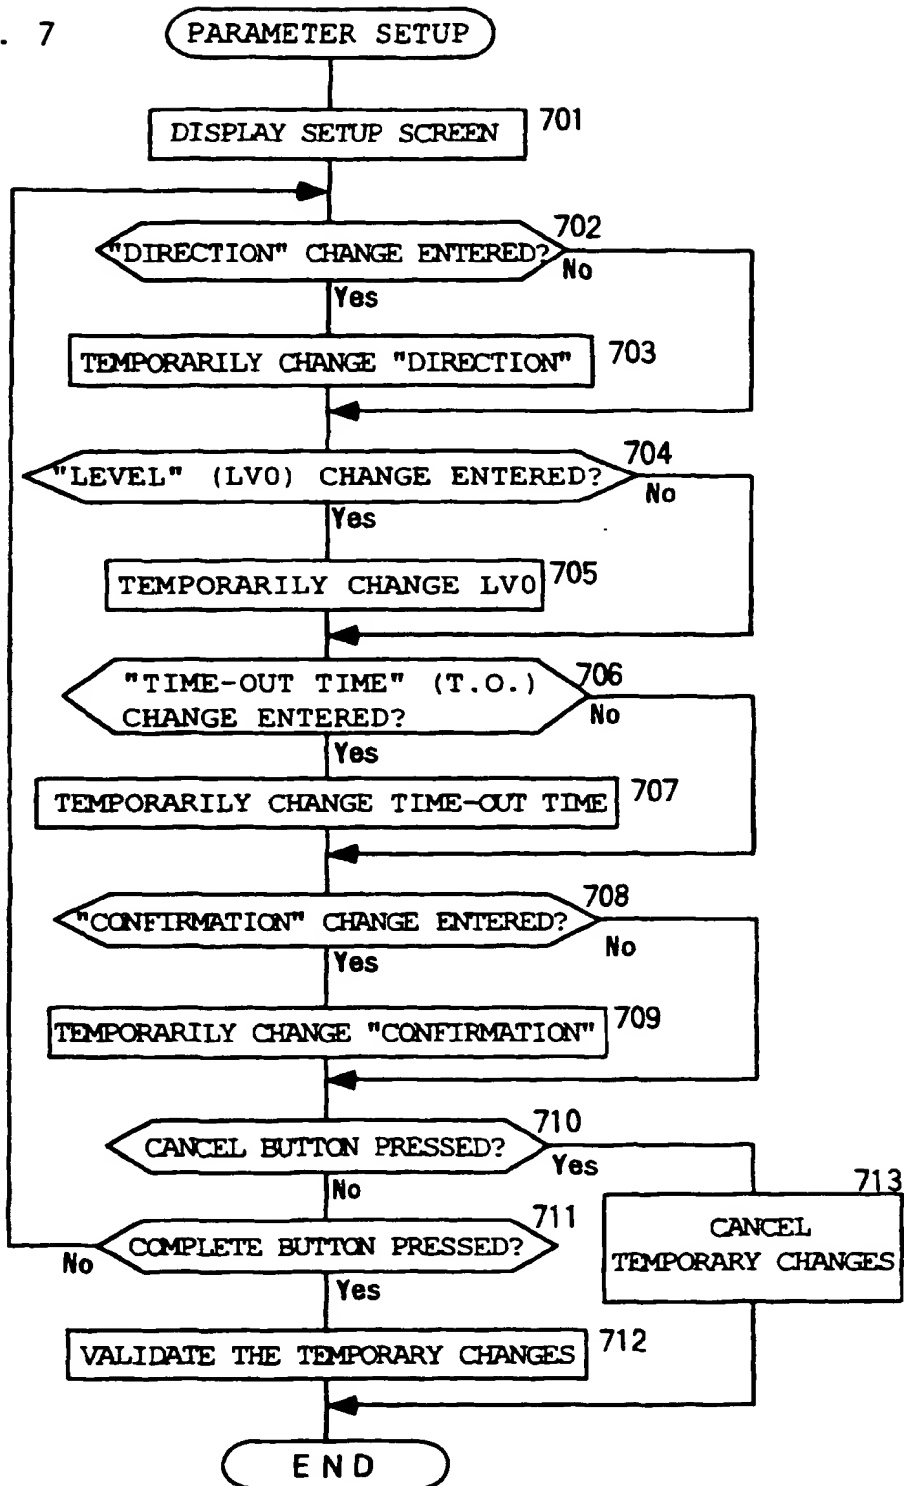 . 7
PARAMETER SETUP
701
DISPLAY SETUP SCREEN
702
"DIRECTION" CHANGE ENTERED?
No
Yes
TEMPORARILY CHANGE "DIRECTION"
703
704
"LEVEL" (LV0) CHANGE ENTERED?
No
Yes
TEMPORARILY CHANGE LV0
705
"TIME-OUT TIME" (T.O.)
CHANGE ENTERED?
706
No
Yes
TEMPORARILY CHANGE TIME-OUT TIME
707
708
"CONFIRMATION" CHANGE ENTERED?
No
Yes
TEMPORARILY CHANGE "CONFIRMATION"
709
710
CANCEL BUTTON PRESSED?
Yes
No
713
CANCEL
TEMPORARY CHANGES
711
COMPLETE BUTTON PRESSED?
No
Yes
VALIDATE THE TEMPORARY CHANGES
712
END